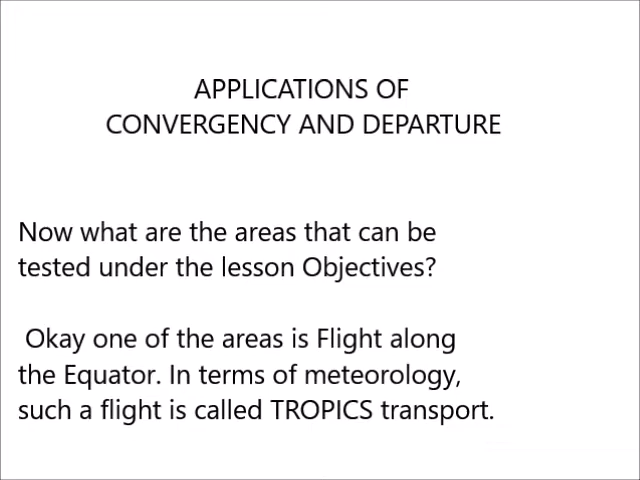 APPLICATIONS OF
CONVERGENCY AND DEPARTURE
Now what are the areas that can be
tested under the lesson Objectives?
Okay one of the areas is Flight along
the Equator. In terms of meteorology,
such a flight is called TROPICS transport.